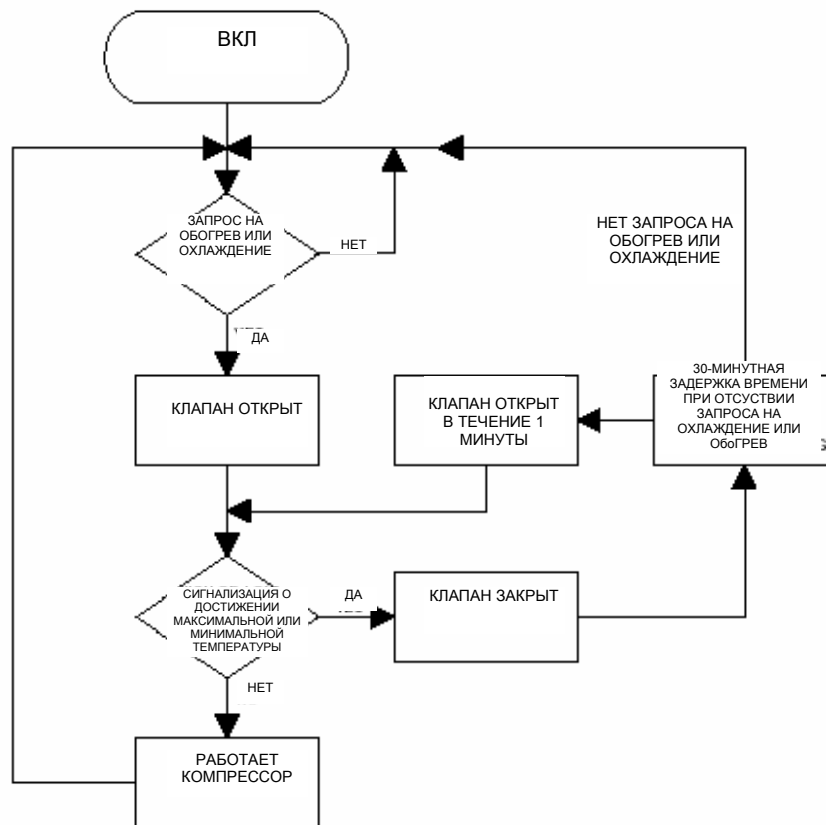 ВКЛ
ЗАПРОС НА
ОБОГРЕВ ИЛИ
ОХЛАЖДЕНИЕ
НЕТ
НЕТ ЗАПРОСА НА
ОБОГРЕВ ИЛИ
ОХЛАЖДЕНИЕ
ДА
КЛАПАН ОТКРЫТ
КЛАПАН ОТКРЫТ
В ТЕЧЕНИЕ 1
МИНУТЫ
30-МИНУТНАЯ
ЗАДЕРЖКА ВРЕМЕНИ
ПРИ ОТСУСТВИИ
ЗАПРОСА НА
ОХЛАЖДЕНИЕ ИЛИ
ОбоГРЕВ
СИГНАЛИЗАЦИЯ О
ДОСТИЖЕНИИ
МАКСИМАЛЬНОЙ ИЛИ
МИНИМАЛЬНОЙ
ТЕМПЕРАТУРЫ
ДА
КЛАПАН ЗАКРЫТ
НЕТ
РАБОТАЕТ
КОМПРЕССОР